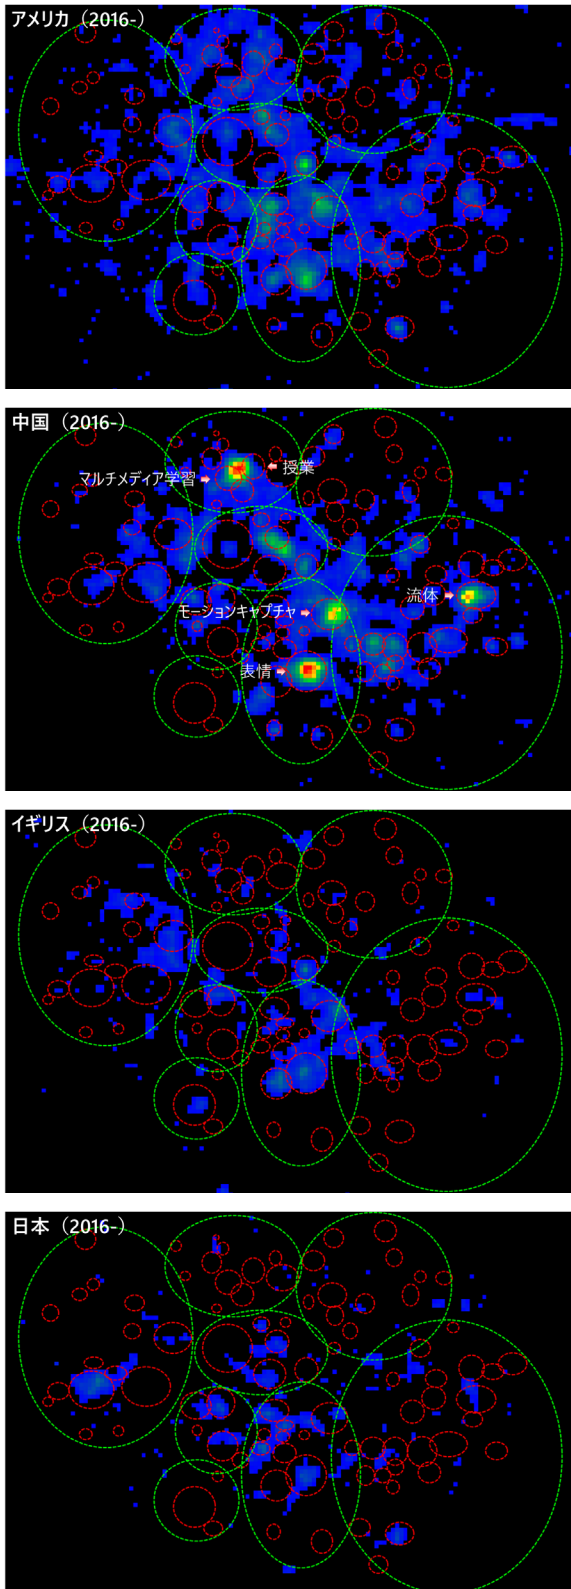 アメリカ（2016-）
中国（2016-）
マルチメディア学習
授業
流体
モーションキャプチャ
表情
イギリス（2016-）
日本（2016-）